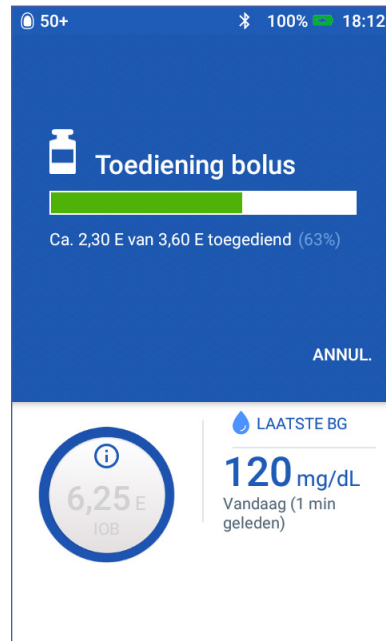 50+ 100% 18:12
Toediening bolus
Ca. 2,30 E van 3,60 E toegediend (63%)
ANNUL.
LAATSTE BG
120 mg/dL
Vandaag (1 min
geleden)
6,25 E
IOB